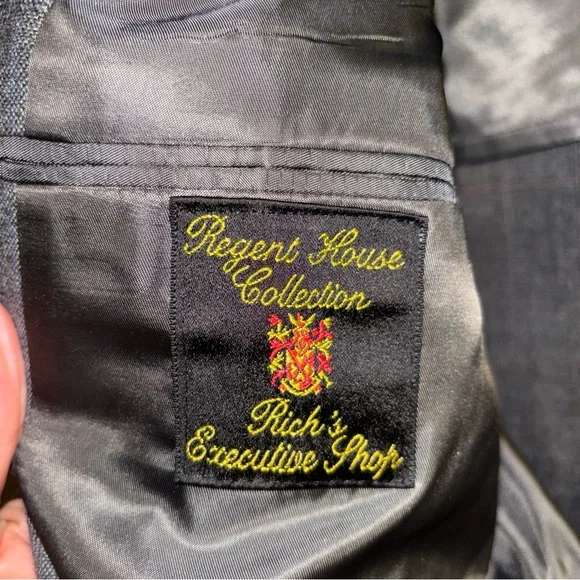 Regent House
Collection
Rich's
Executive Shop